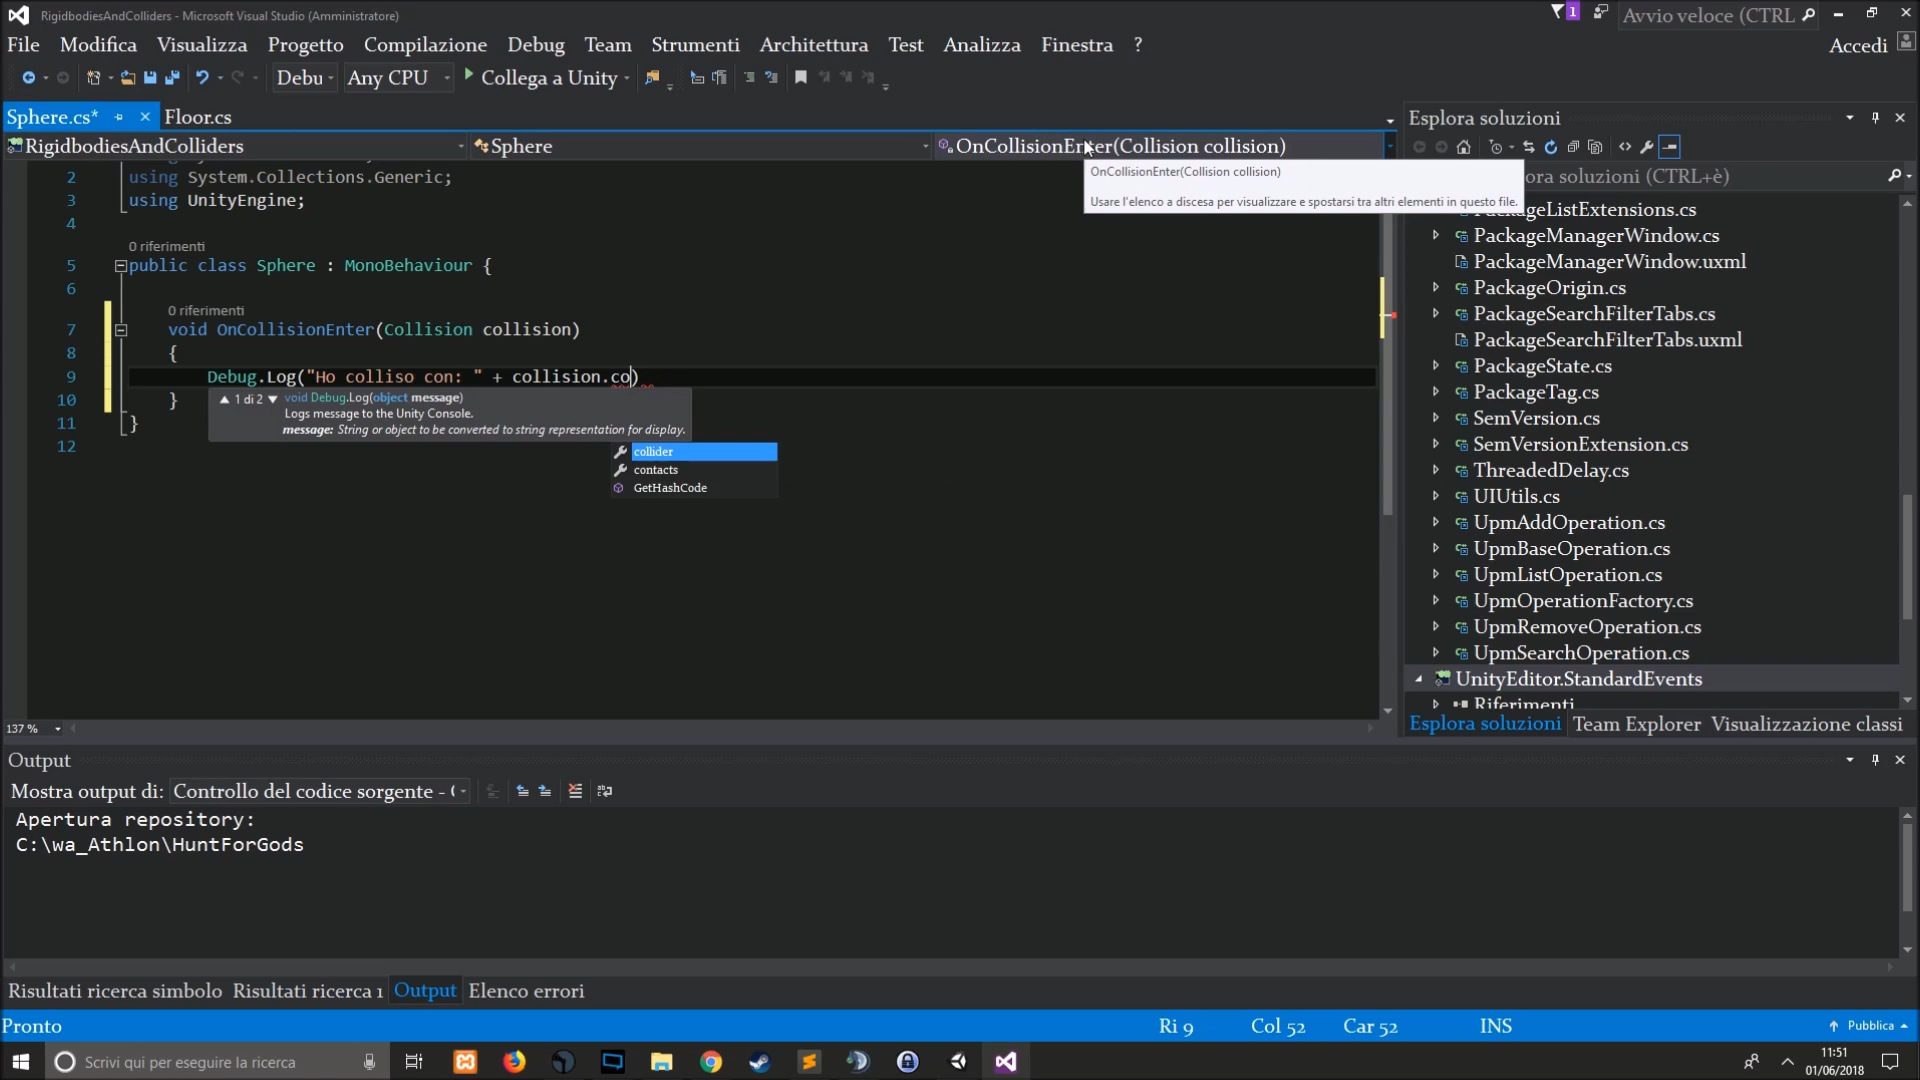 RigidbodiesAndColliders - Microsoft Visual Studio (Amministratore)
1
Avvio veloce (CTRL
File Modifica Visualizza Progetto Compilazione Debug Team Strumenti Architettura Test Analizza Finestra ?
Accedi
Debu Any CPU Collega a Unity
Sphere.cs* Floor.cs
RigidbodiesAndColliders Sphere OnCollisionEnter(Collision collision)
OnCollisionEnter(Collision collision)
Usare l'elenco a discesa per visualizzare e spostarsi tra altri elementi in questo file.
2 using System.Collections.Generic;
3 using UnityEngine;
4
0 riferimenti
5 public class Sphere : MonoBehaviour {
6
0 riferimenti
7 void OnCollisionEnter(Collision collision)
8 {
9 Debug.Log("Ho colliso con: " + collision.co)
10 }
11 }
12
1 di 2 void Debug.Log(object message)
Logs message to the Unity Console.
message: String or object to be converted to string representation for display.
collider
contacts
GetHashCode
137 %
Esplora soluzioni
ora soluzioni (CTRL+è)
PackageListExtensions.cs
PackageManagerWindow.cs
PackageManagerWindow.uxml
PackageOrigin.cs
PackageSearchFilterTabs.cs
PackageSearchFilterTabs.uxml
PackageState.cs
PackageTag.cs
SemVersion.cs
SemVersionExtension.cs
ThreadedDelay.cs
UIUtils.cs
UpmAddOperation.cs
UpmBaseOperation.cs
UpmListOperation.cs
UpmOperationFactory.cs
UpmRemoveOperation.cs
UpmSearchOperation.cs
UnityEditor.StandardEvents
Riferimenti
Esplora soluzioni Team Explorer Visualizzazione classi
Output
Mostra output di: Controllo del codice sorgente - (
Apertura repository:
C:\wa_Athlon\HuntForGods
Risultati ricerca simbolo Risultati ricerca 1 Output Elenco errori
Pronto Ri 9 Col 52 Car 52 INS Pubblica
Scrivi qui per eseguire la ricerca
11:51
01/06/2018